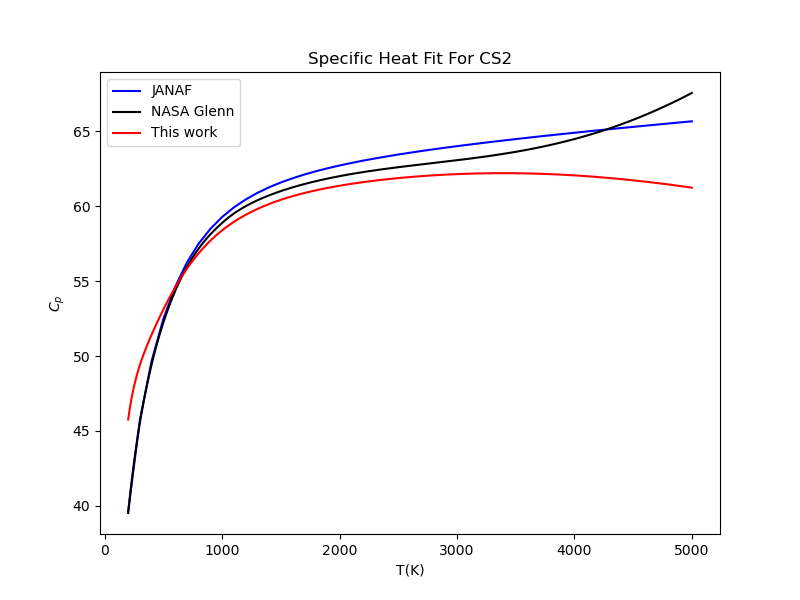 Specific Heat Fit For CS2
JANAF
NASA Glenn
This work
65
60
55
50
45
40
C_p
0 1000 2000 3000 4000 5000
T(K)